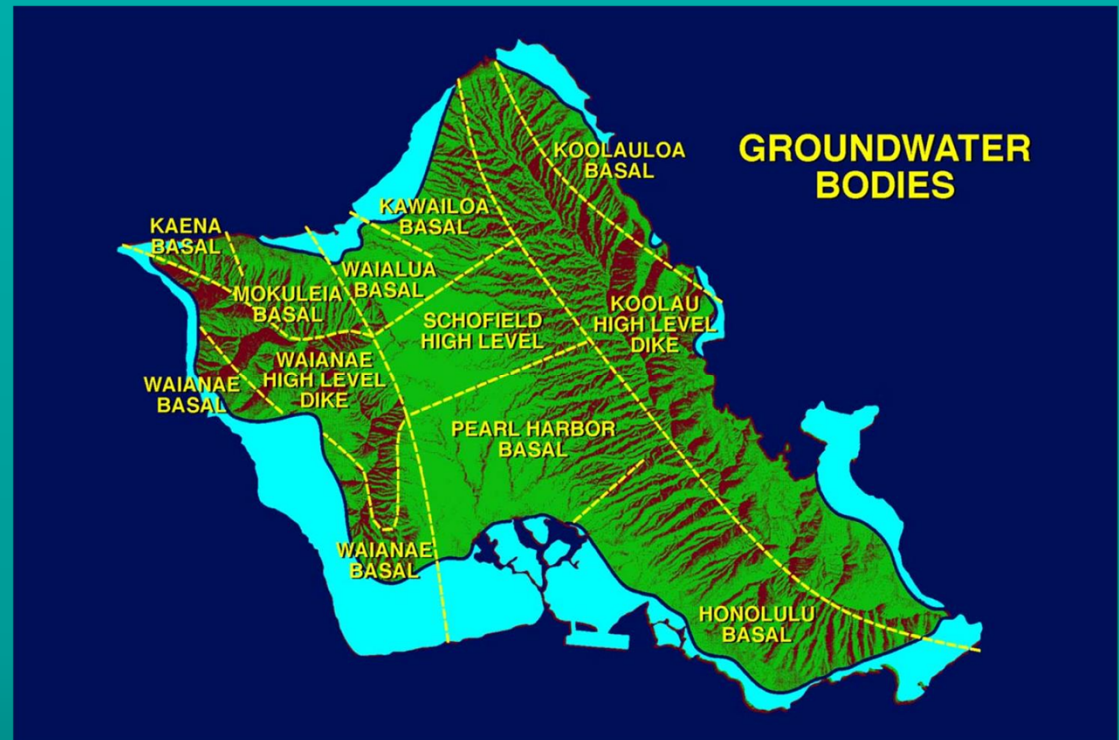 GROUNDWATER
BODIES
KOOLAULOA
BASAL
KAWAILOA
BASAL
KAENA
BASAL
WAIALUA
BASAL
MOKULEIA
BASAL
SCHOFIELD
HIGH LEVEL
KOOLAU
HIGH LEVEL
DIKE
WAIANAE
HIGH LEVEL
DIKE
WAIANAE
BASAL
PEARL HARBOR
BASAL
WAIANAE
BASAL
HONOLULU
BASAL